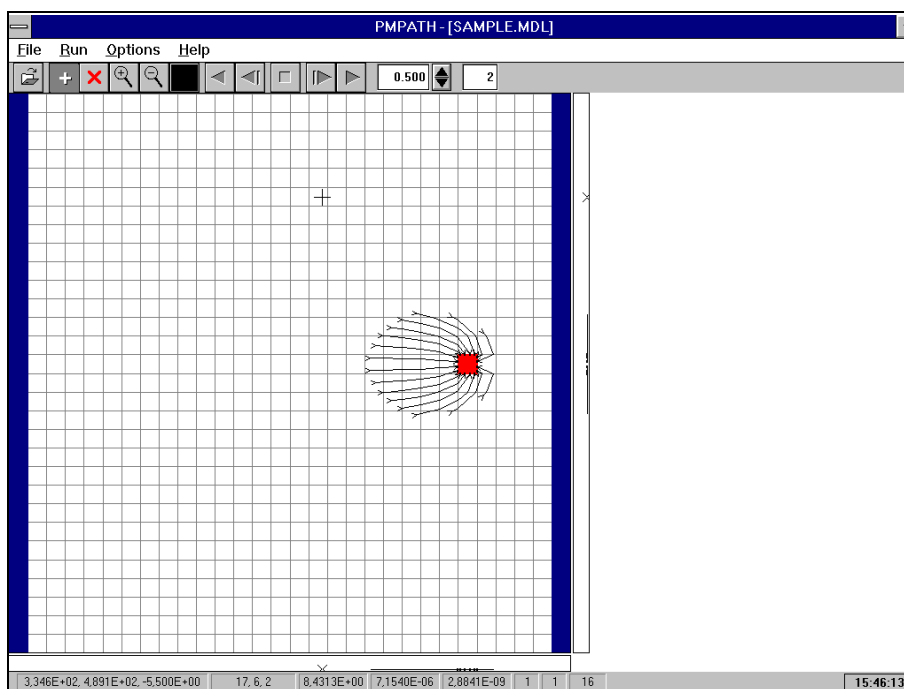 PMPATH - [SAMPLE.MDL]
File Run Options Help
0.500 2
3,346E+02, 4,891E+02, -5,500E+00 17, 6, 2 8,4313E+00 7,1540E-06 2,8841E-09 1 1 16 15:46:13